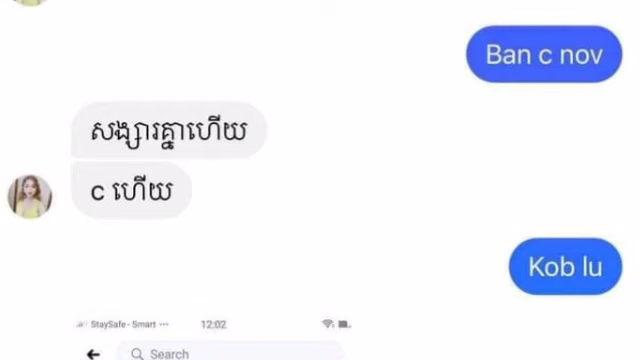 Ban c nov
សង្សារគ្នាហើយ
c ហើយ
Kob lu
StaySafe - Smart ··· 12:02
Search